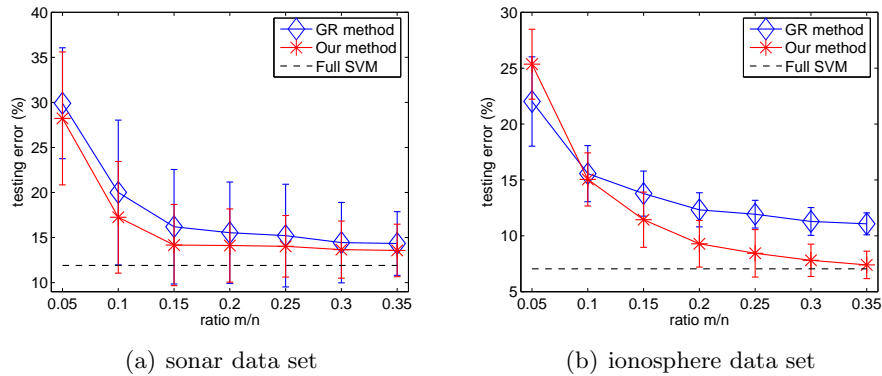 40
35
30
25
20
15
10
testing error (%)
0.05 0.1 0.15 0.2 0.25 0.3 0.35
ratio m/n
GR method
Our method
Full SVM
(a) sonar data set
30
25
20
15
10
5
testing error (%)
0.05 0.1 0.15 0.2 0.25 0.3 0.35
ratio m/n
GR method
Our method
Full SVM
(b) ionosphere data set